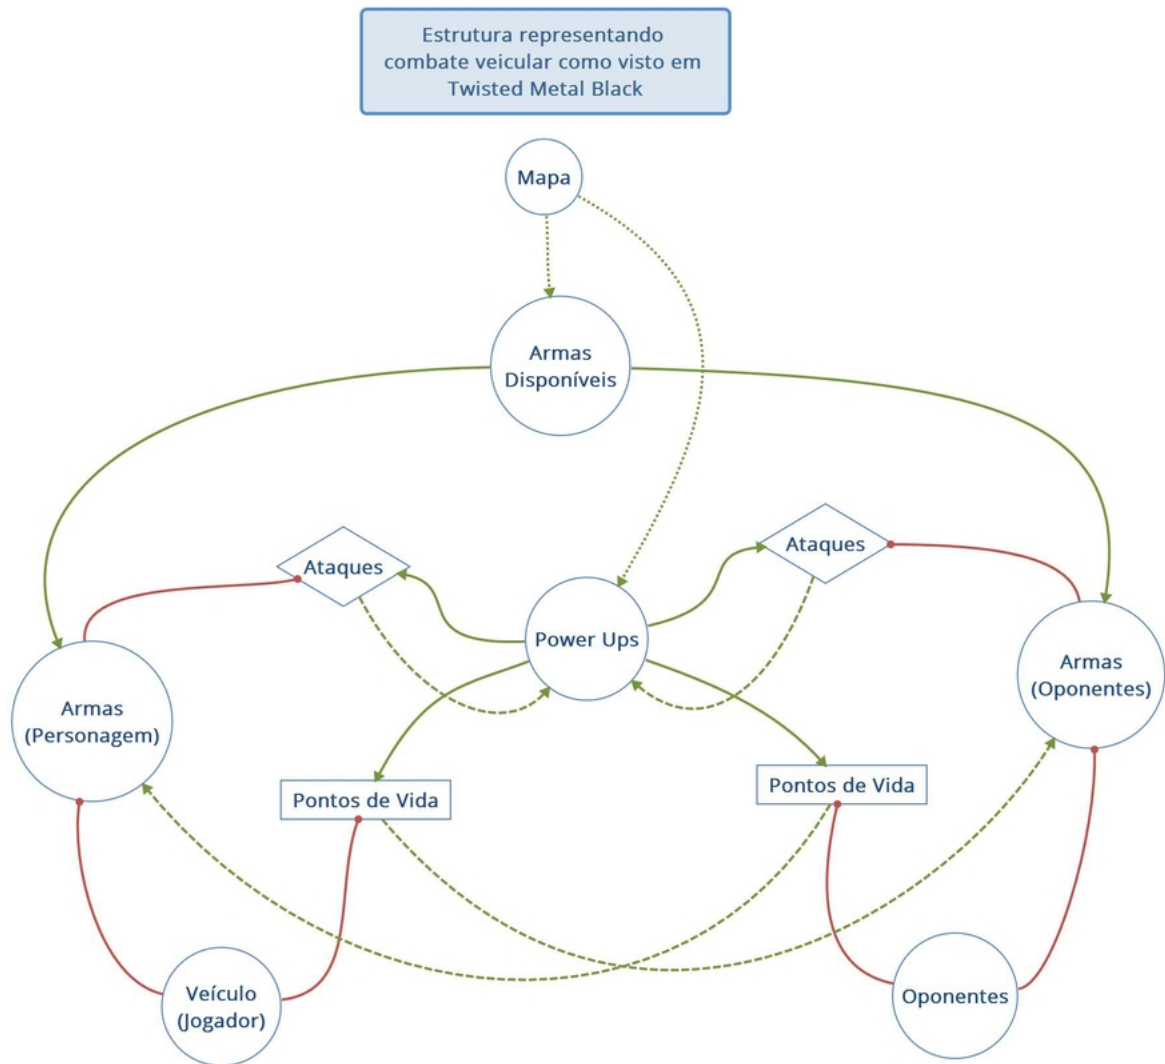 Estrutura representando
combate veicular como visto em
Twisted Metal Black
Mapa
Armas
Disponíveis
Ataques
Ataques
Power Ups
Armas
(Personagem)
Armas
(Oponentes)
Pontos de Vida
Pontos de Vida
Veículo
(Jogador)
Oponentes